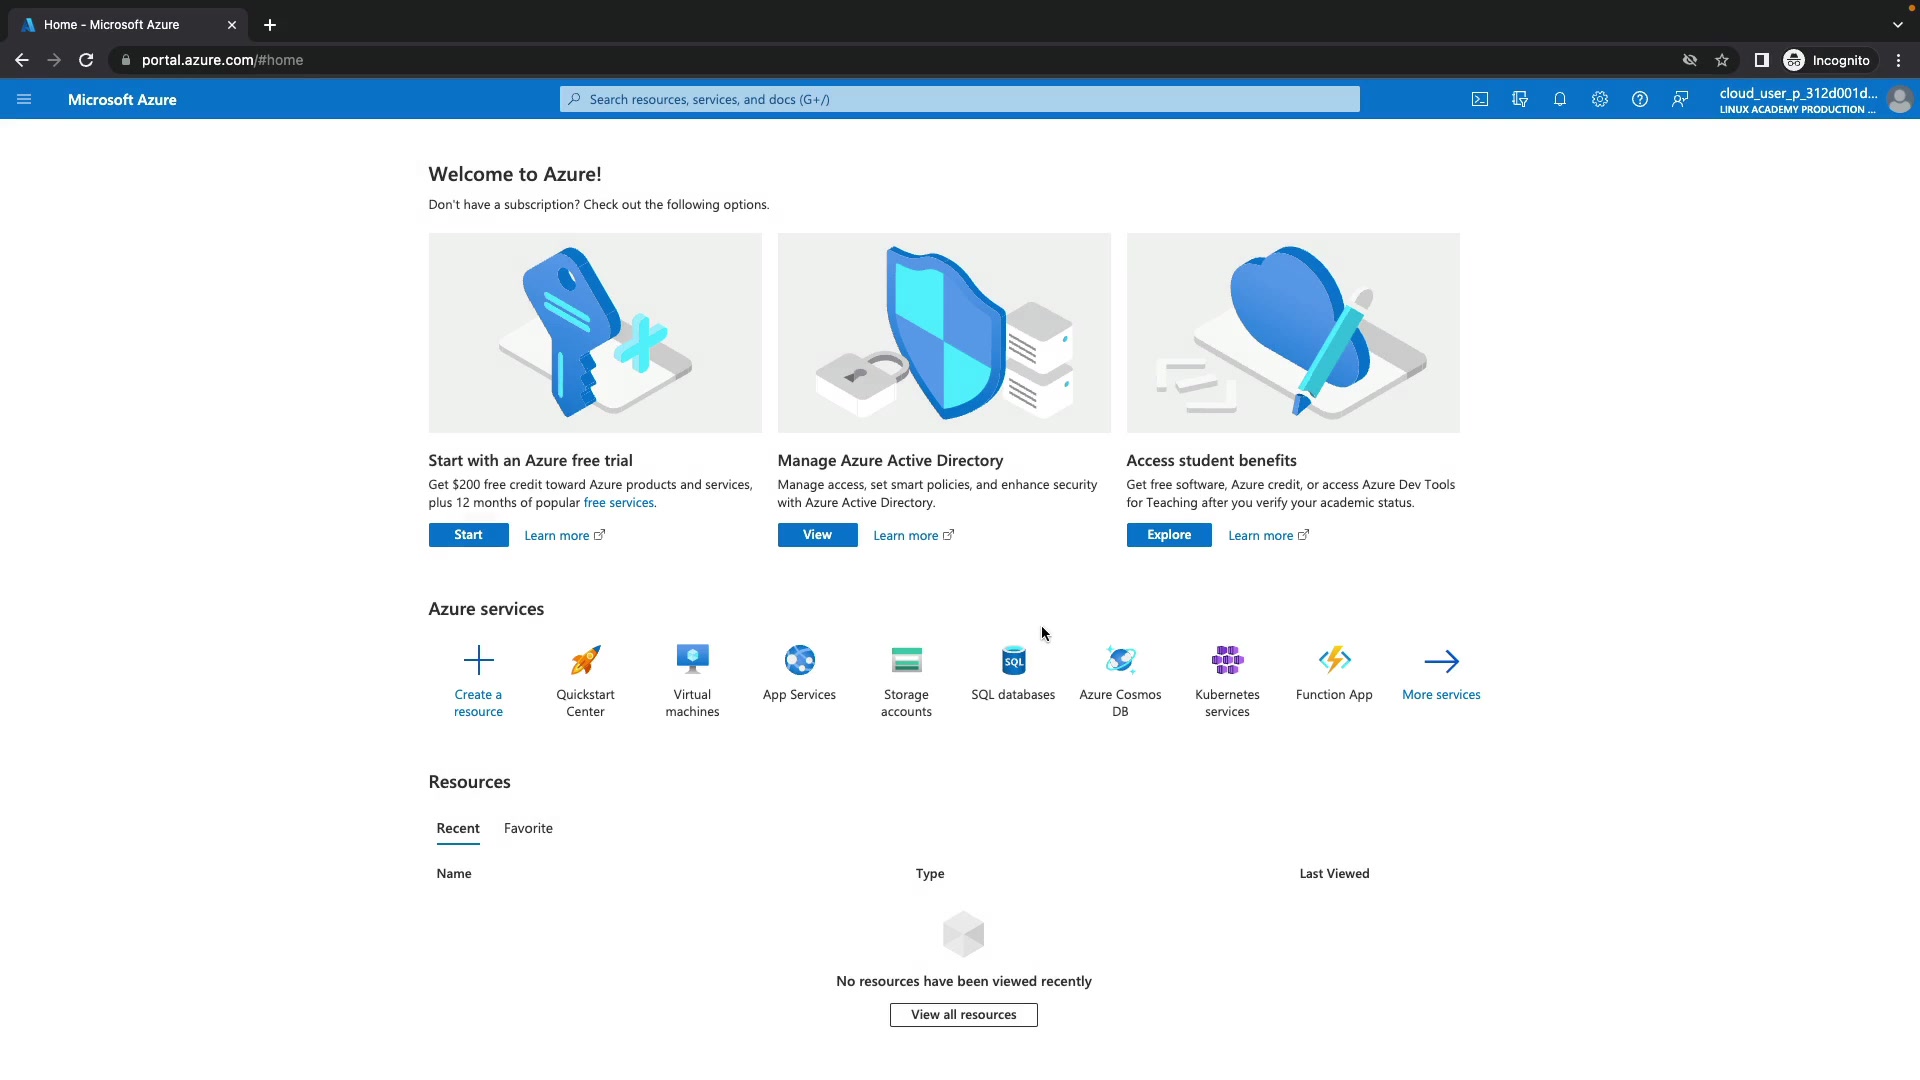 Home - Microsoft Azure
portal.azure.com/#home
Incognito
Microsoft Azure
Search resources, services, and docs (G+/)
cloud_user_p_312d001d...
LINUX ACADEMY PRODUCTION ...
Welcome to Azure!
Don't have a subscription? Check out the following options.
Start with an Azure free trial
Get $200 free credit toward Azure products and services,
plus 12 months of popular free services.
Start
Learn more
Manage Azure Active Directory
Manage access, set smart policies, and enhance security
with Azure Active Directory.
View
Learn more
Access student benefits
Get free software, Azure credit, or access Azure Dev Tools
for Teaching after you verify your academic status.
Explore
Learn more
Azure services
Create a
resource
Quickstart
Center
Virtual
machines
App Services
Storage
accounts
SQL
SQL databases
Azure Cosmos
DB
Kubernetes
services
Function App
More services
Resources
Recent
Favorite
Name
Type
Last Viewed
No resources have been viewed recently
View all resources